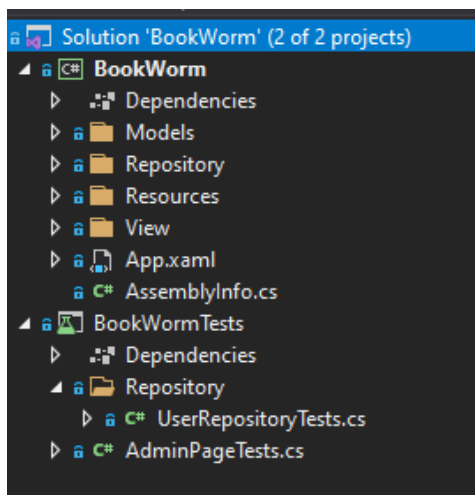 Solution 'BookWorm' (2 of 2 projects)
C# BookWorm
Dependencies
Models
Repository
Resources
View
App.xaml
C# AssemblyInfo.cs
BookWormTests
Dependencies
Repository
C# UserRepositoryTests.cs
C# AdminPageTests.cs